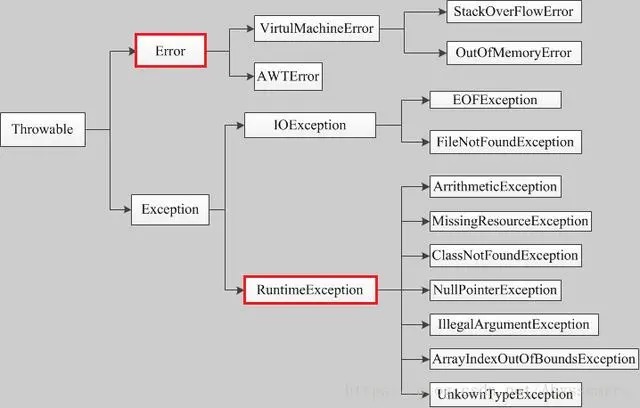 Throwable
Error
VirtulMachineError
StackOverFlowError
OutOfMemoryError
AWTError
Exception
IOException
EOFException
FileNotFoundException
RuntimeException
ArrithmeticException
MissingResourceException
ClassNotFoundException
NullPointerException
IllegalArgumentException
ArrayIndexOutOfBoundsException
UnkownTypeException